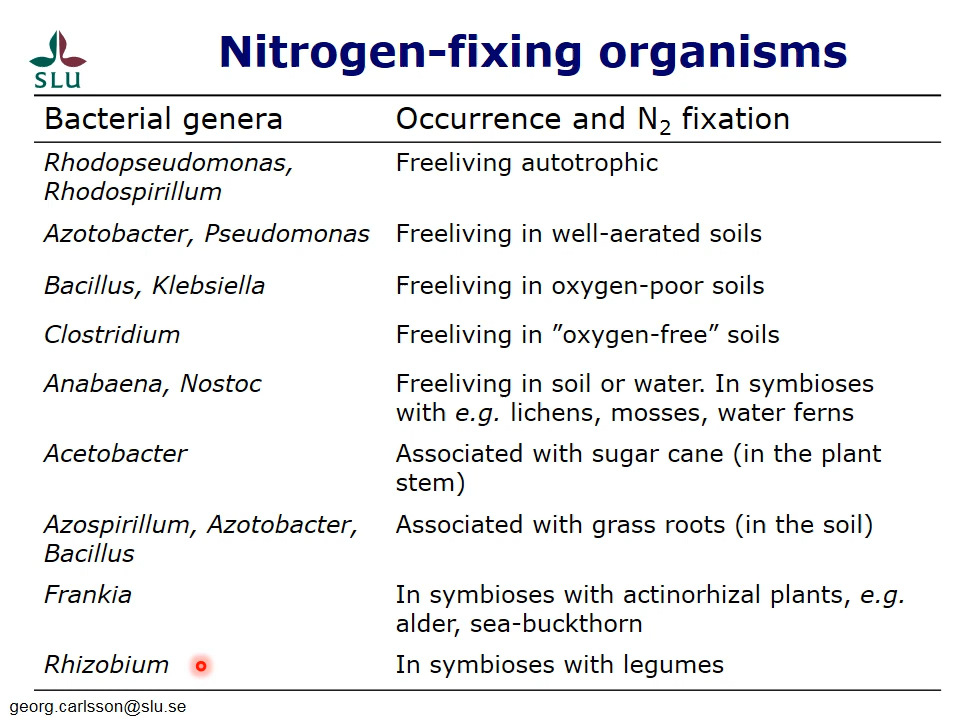 SLU
Nitrogen-fixing organisms
Bacterial genera Occurrence and N₂ fixation
Rhodopseudomonas, Freeliving autotrophic
Rhodospirillum
Azotobacter, Pseudomonas Freeliving in well-aerated soils
Bacillus, Klebsiella Freeliving in oxygen-poor soils
Clostridium Freeliving in ”oxygen-free” soils
Anabaena, Nostoc Freeliving in soil or water. In symbioses
with e.g. lichens, mosses, water ferns
Acetobacter Associated with sugar cane (in the plant
stem)
Azospirillum, Azotobacter, Associated with grass roots (in the soil)
Bacillus
Frankia In symbioses with actinorhizal plants, e.g.
alder, sea-buckthorn
Rhizobium In symbioses with legumes
georg.carlsson@slu.se